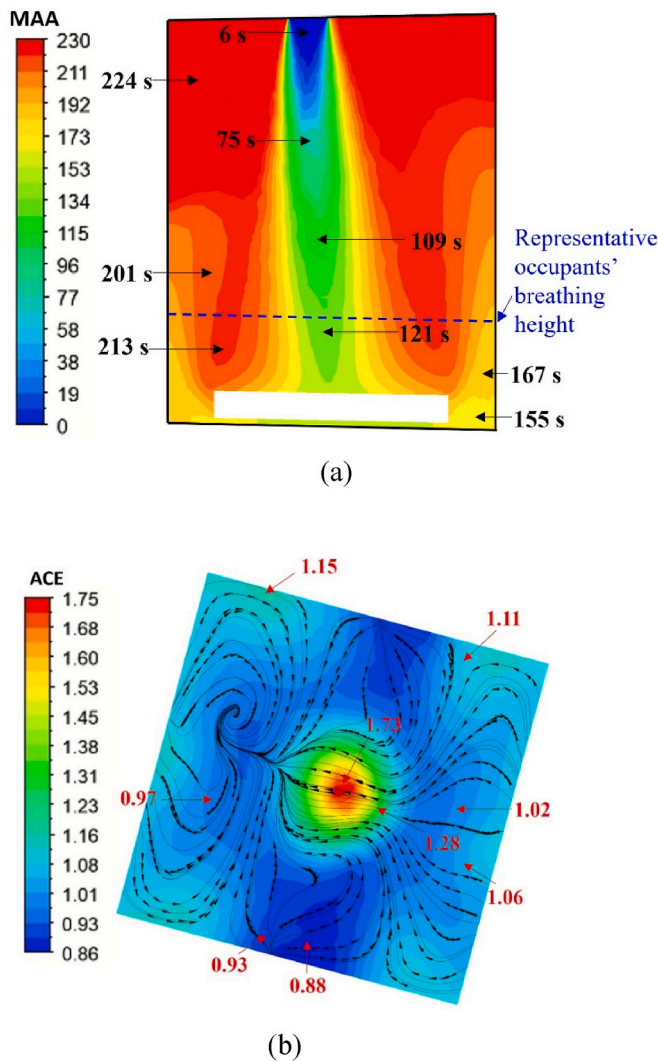 MAA
230
211
192
173
153
134
115
96
77
58
38
19
0
6 s
224 s
75 s
109 s
201 s
Representative
occupants’
breathing
height
121 s
213 s
167 s
155 s
(a)
ACE
1.75
1.68
1.60
1.53
1.45
1.38
1.31
1.23
1.16
1.08
1.01
0.93
0.86
1.15
1.11
1.73
0.97
1.02
1.28
1.06
0.93
0.88
(b)